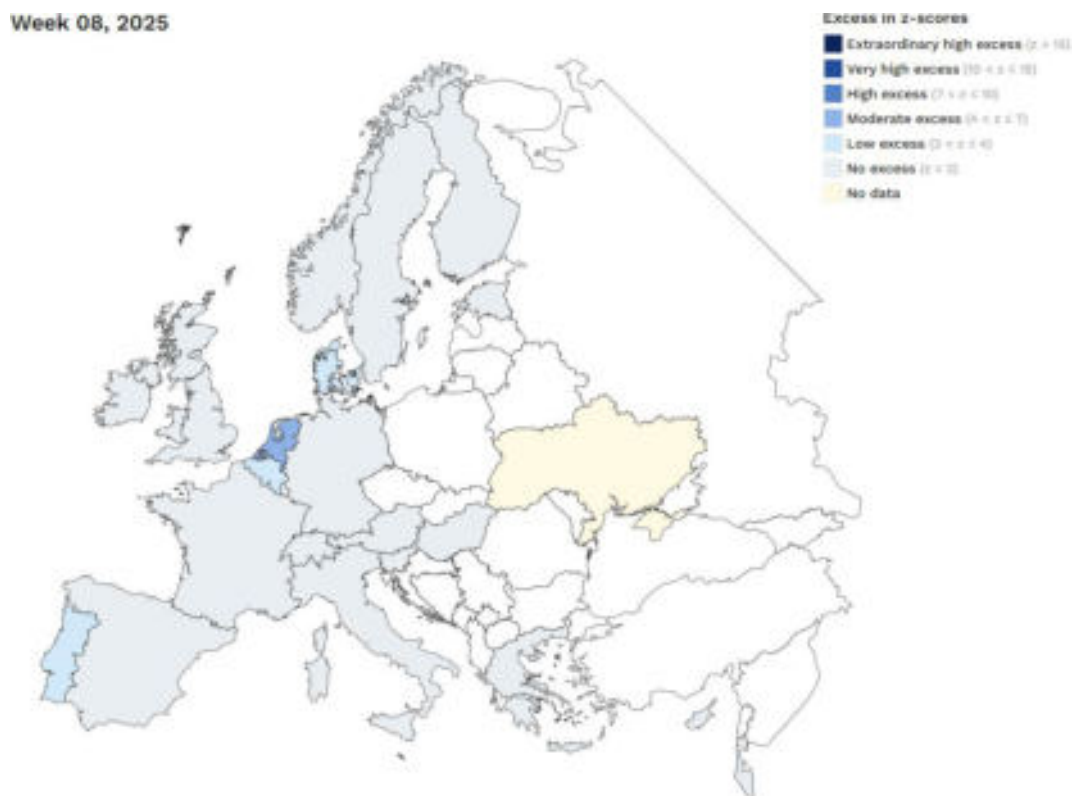 Week 08, 2025
Excess in z-scores
Extraordinary high excess
Very high excess
High excess
Moderate excess
Low excess
No excess
No data